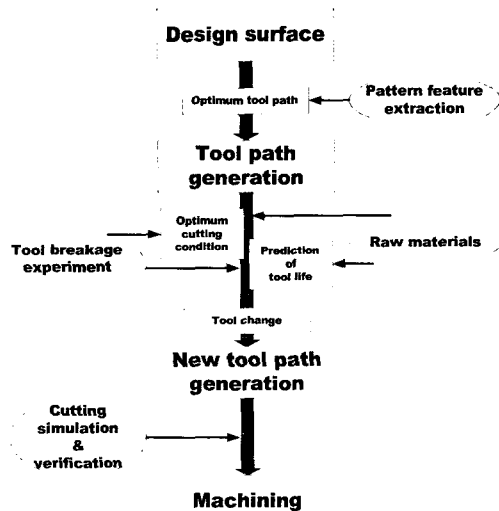 Design surface
Optimum tool path
Pattern feature
extraction
Tool path
generation
Optimum
cutting
condition
Tool breakage
experiment
Raw materials
Prediction
of
tool life
Tool change
New tool path
generation
Cutting
simulation
&
verification
Machining